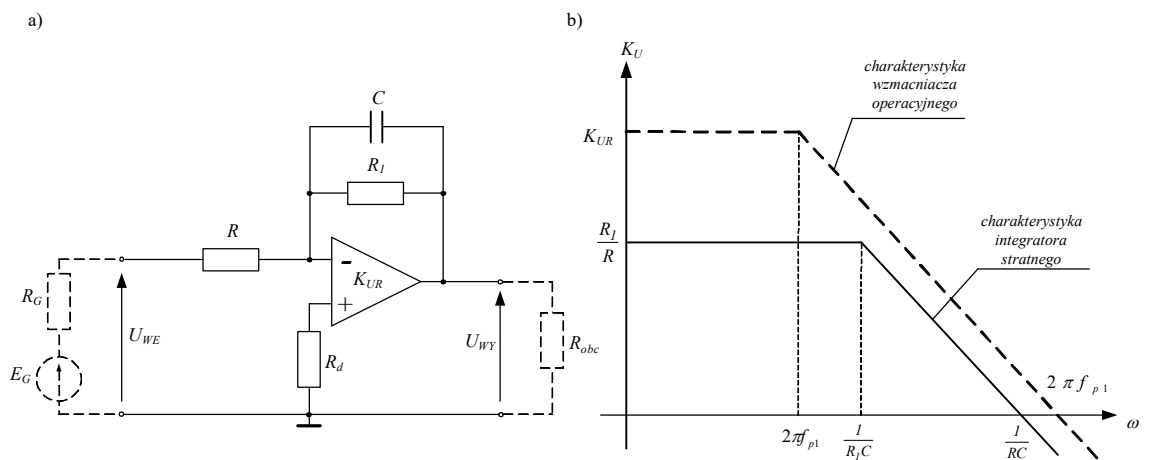 a)
C
R1
R
-
KUR
+
RG
UWE
EG
Rd
UWY
Robc
b)
KU
charakterystyka
wzmacniacza
operacyjnego
KUR
charakterystyka
integratora
stratnego
R1
R
2 π f p 1
2πfp1
1
R1C
1
RC
ω